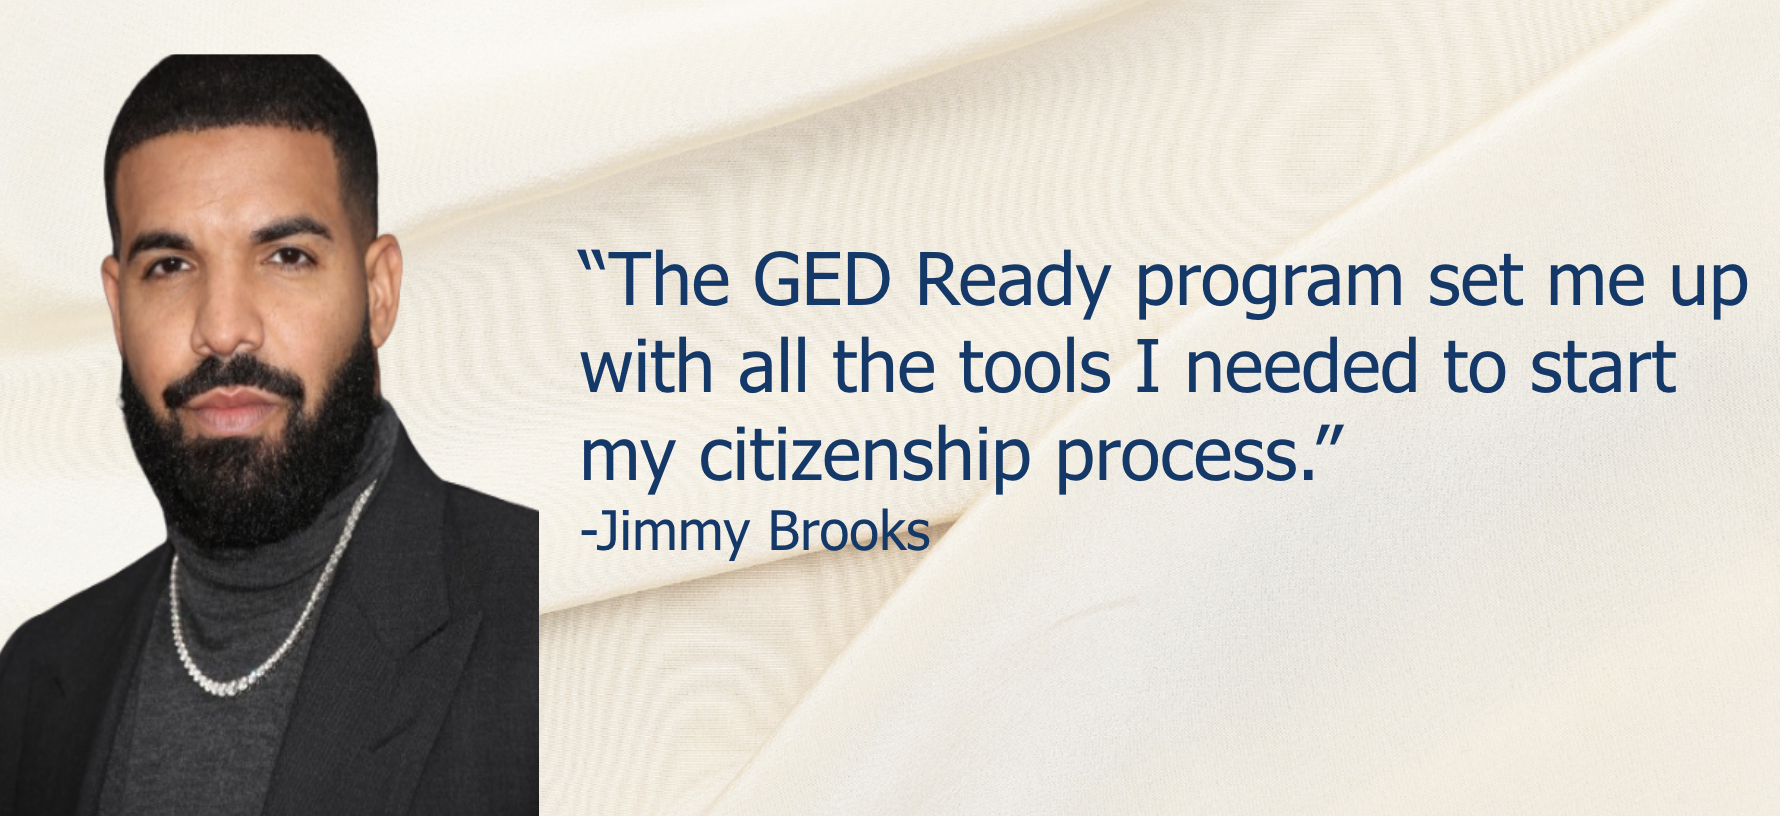 “The GED Ready program set me up
with all the tools I needed to start
my citizenship process.”
-Jimmy Brooks